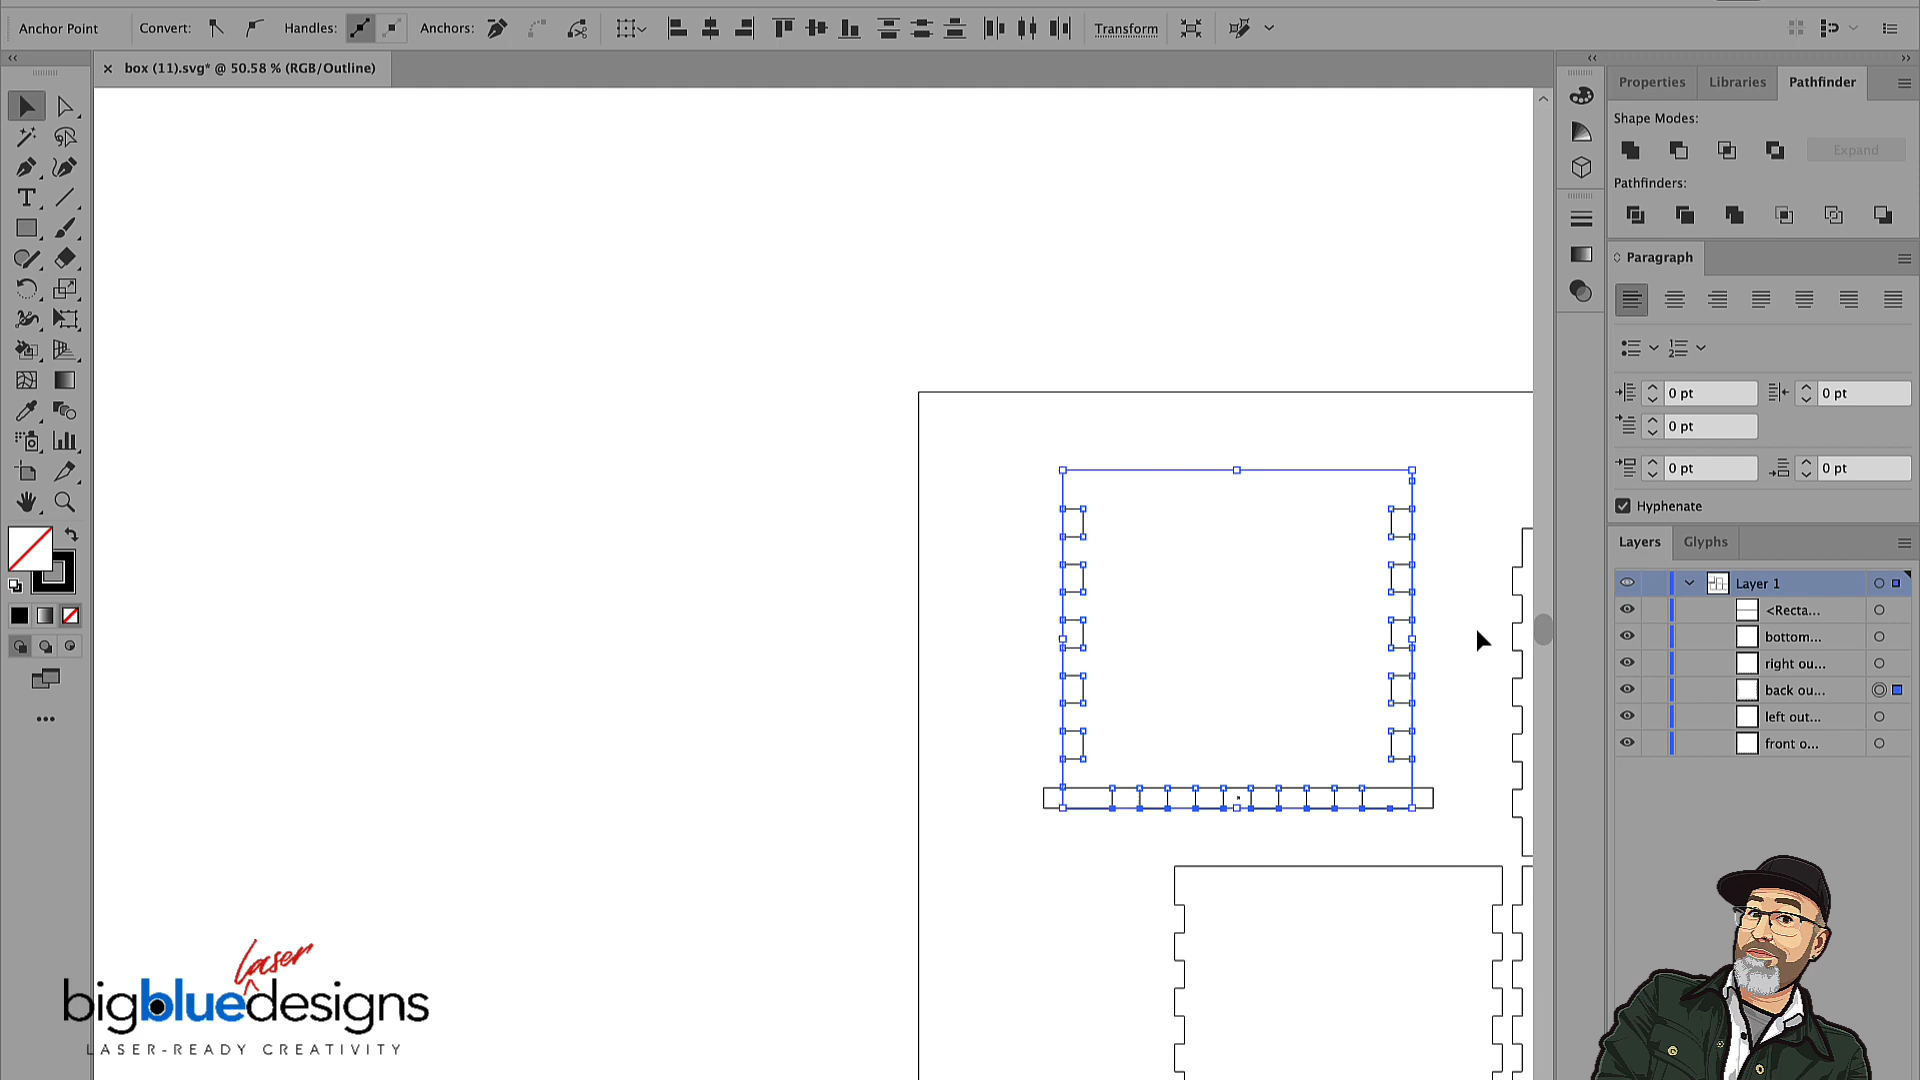 Anchor Point
Convert:
Handles:
Anchors:
Transform
box (11).svg* @ 50.58 % (RGB/Outline)
Properties
Libraries
Pathfinder
Shape Modes:
Expand
Pathfinders:
Paragraph
0 pt
0 pt
0 pt
0 pt
0 pt
Hyphenate
Layers
Glyphs
Layer 1
<Recta...
bottom...
right ou...
back ou...
left out...
front o...
Laser
bigbluedesigns
LASER-READY CREATIVITY